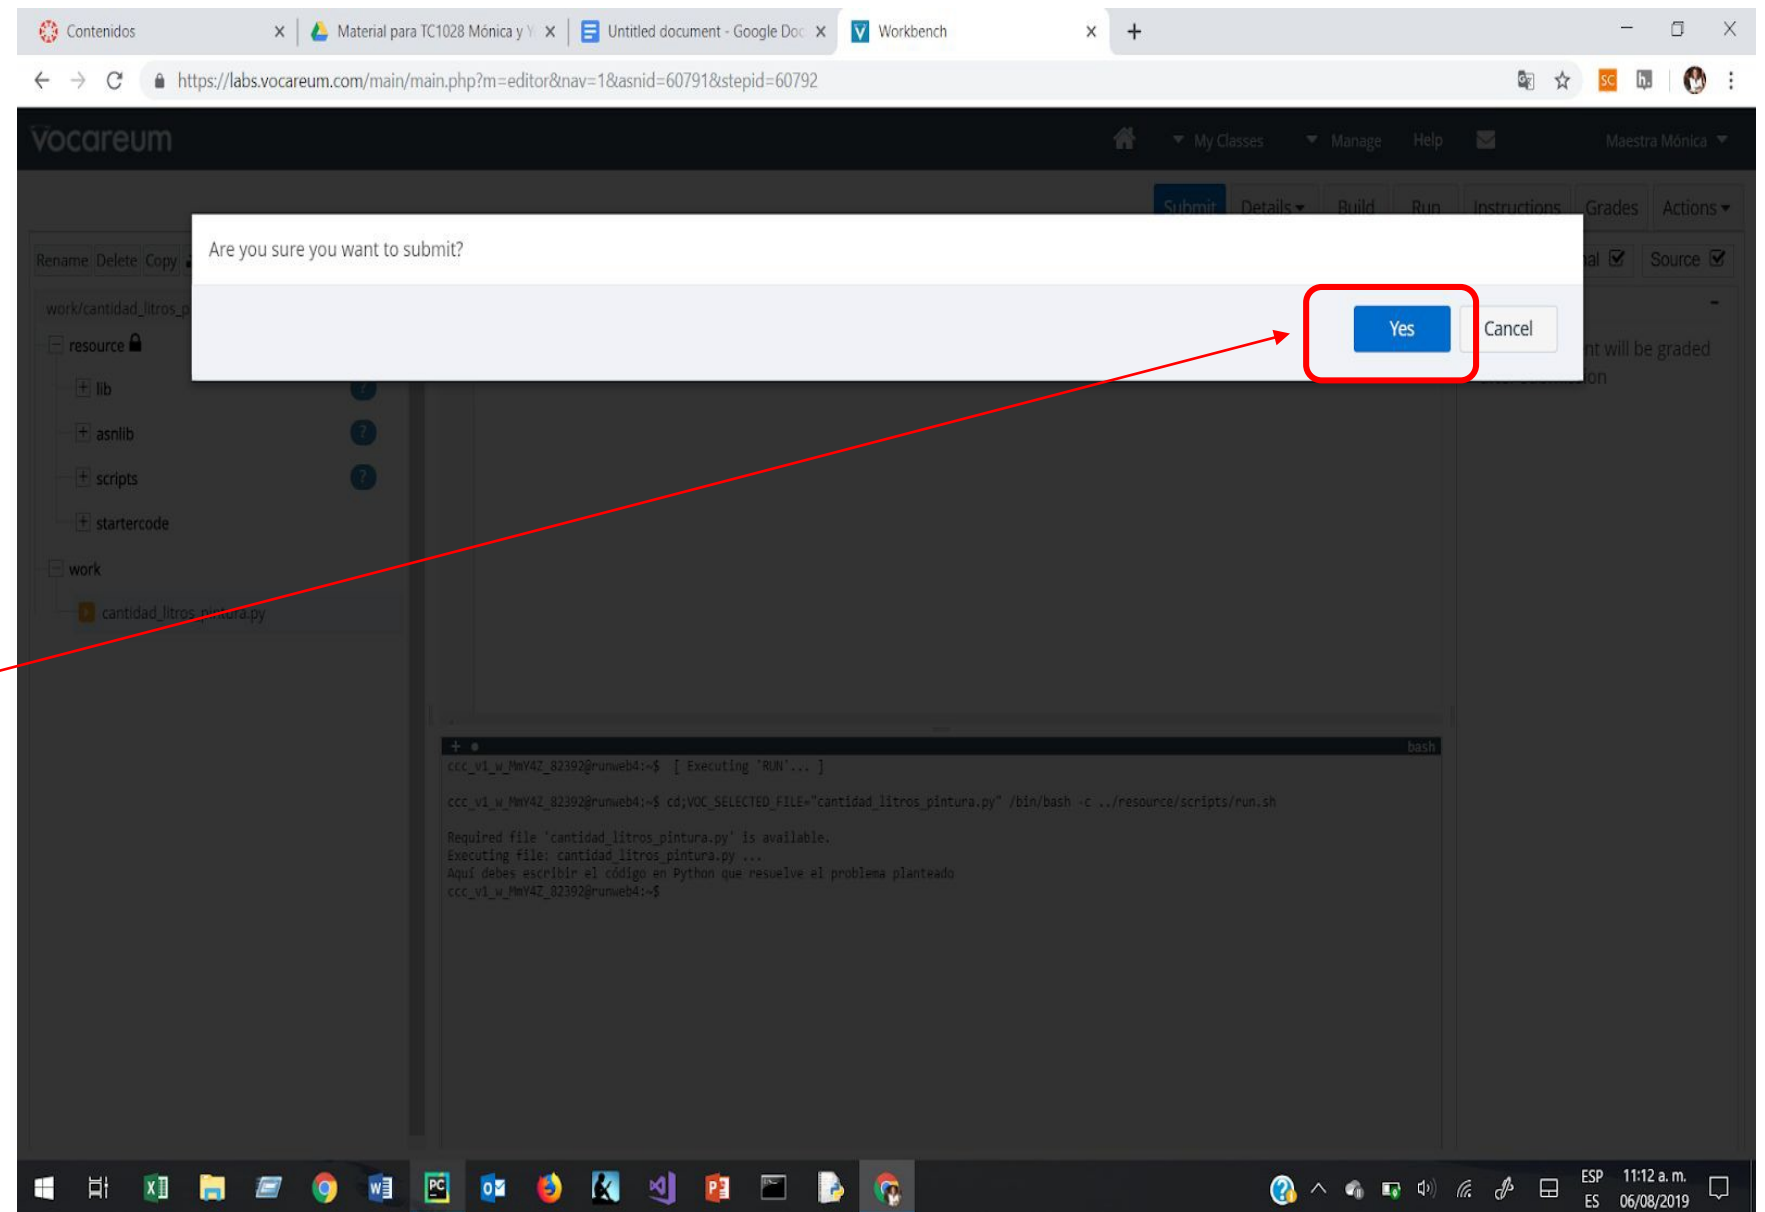 Contenidos
Material para TC1028 Mónica y
Untitled document - Google Doc
Workbench
https://labs.vocareum.com/main/main.php?m=editor&nav=1&asnid=60791&stepid=60792
SC
h.
vocareum
My Classes
Manage
Help
Maestra Mónica
Submit
Details
Build
Run
Instructions
Grades
Actions
Are you sure you want to submit?
Rename Delete Copy
nal
Source
work/cantidad_litros_p
Yes
Cancel
resource
nt will be graded
ion
lib
?
asnlib
?
scripts
?
startercode
work
cantidad_litros_pintura.py
bash
ccc_v1_w_MmY4Z_82392@runweb4:~$ [ Executing 'RUN'... ]
ccc_v1_w_MmY4Z_82392@runweb4:~$ cd;VOC_SELECTED_FILE="cantidad_litros_pintura.py" /bin/bash -c ../resource/scripts/run.sh
Required file 'cantidad_litros_pintura.py' is available.
Executing file: cantidad_litros_pintura.py ...
Aquí debes escribir el código en Python que resuelve el problema planteado
ccc_v1_w_MmY4Z_82392@runweb4:~$
ESP
11:12 a. m.
ES
06/08/2019